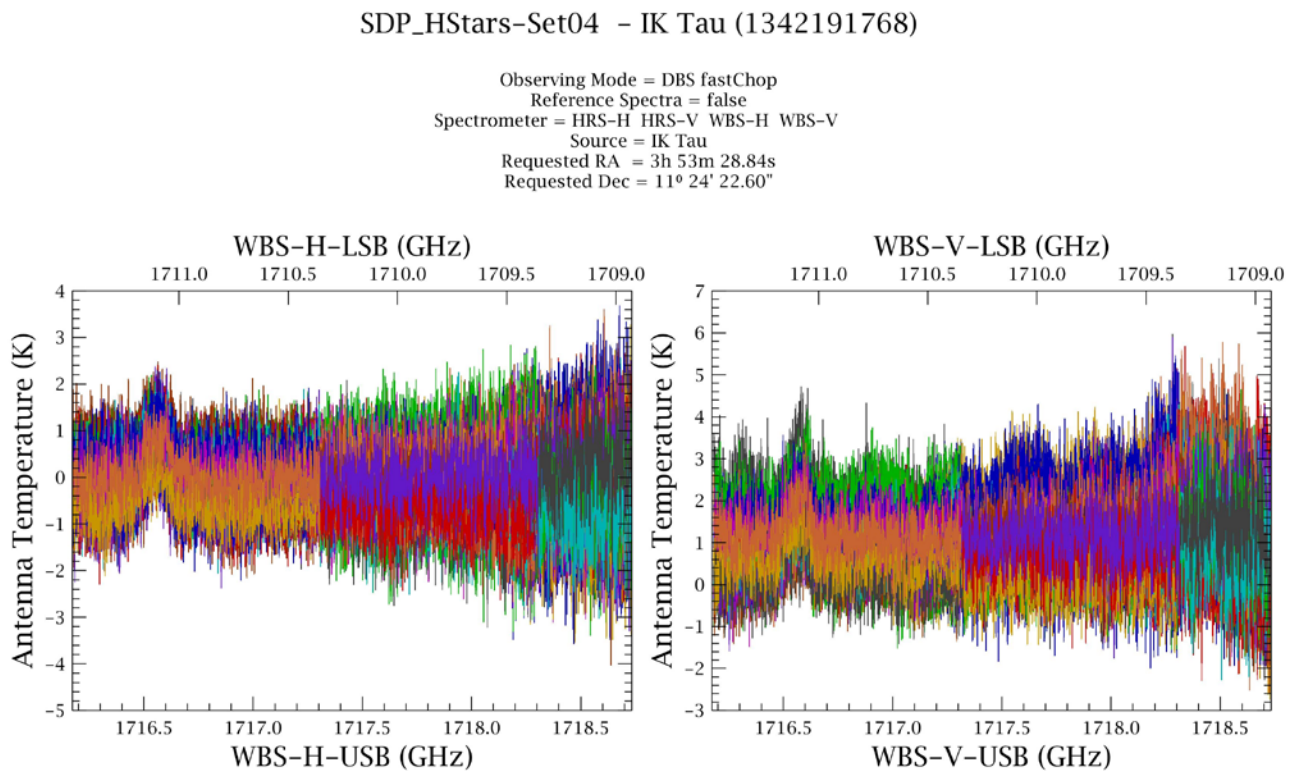 SDP_HStars-Set04 - IK Tau (1342191768)
Observing Mode = DBS fastChop
Reference Spectra = false
Spectrometer = HRS-H HRS-V WBS-H WBS-V
Source = IK Tau
Requested RA = 3h 53m 28.84s
Requested Dec = 11º 24' 22.60"
WBS-H-LSB (GHz)
1711.0 1710.5 1710.0 1709.5 1709.0
Antenna Temperature (K)
4
3
2
1
0
-1
-2
-3
-4
-5
1716.5 1717.0 1717.5 1718.0 1718.5
WBS-H-USB (GHz)
WBS-V-LSB (GHz)
1711.0 1710.5 1710.0 1709.5 1709.0
Antenna Temperature (K)
7
6
5
4
3
2
1
0
-1
-2
-3
1716.5 1717.0 1717.5 1718.0 1718.5
WBS-V-USB (GHz)